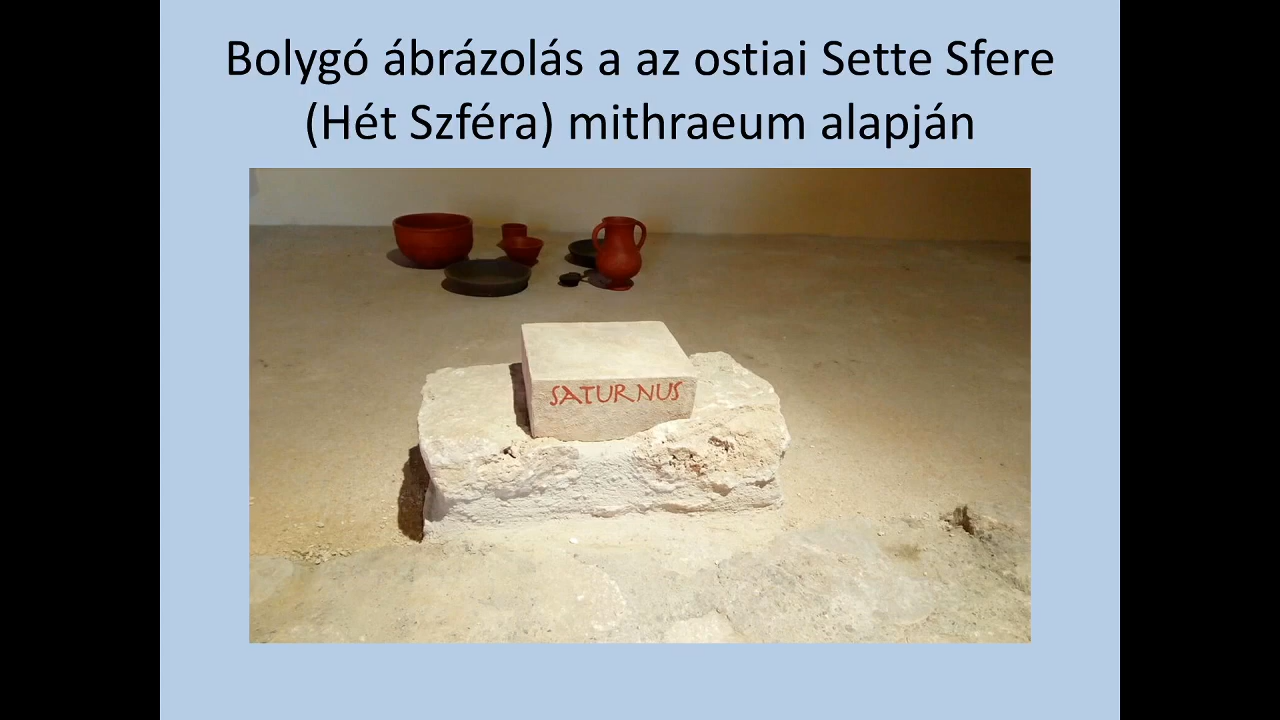 Bolygó ábrázolás a az ostiai Sette Sfere
(Hét Szféra) mithraeum alapján
SATURNUS